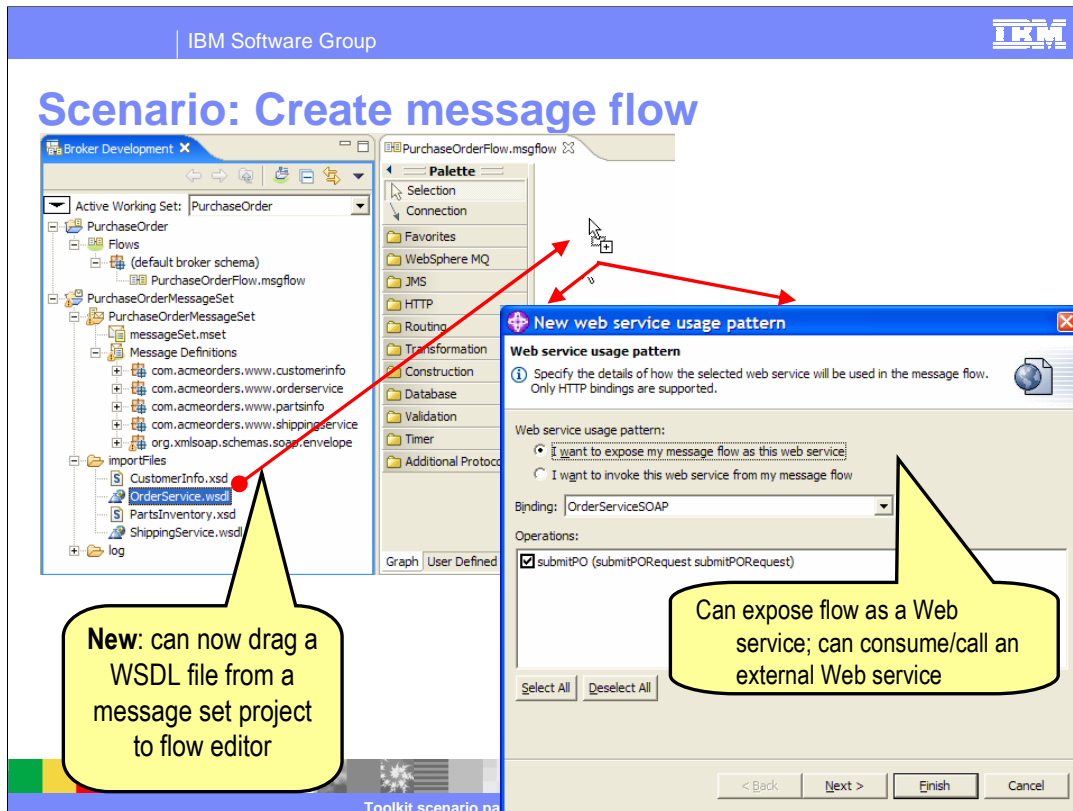 IBM Software Group
IBM
Scenario: Create message flow
Broker Development
Active Working Set: PurchaseOrder
PurchaseOrder
Flows
(default broker schema)
PurchaseOrderFlow.msgflow
PurchaseOrderMessageSet
PurchaseOrderMessageSet
messageSet.mset
Message Definitions
com.acmeorders.www.customerinfo
com.acmeorders.www.orderservice
com.acmeorders.www.partsinfo
com.acmeorders.www.shippingservice
org.xmlsoap.schemas.soap.envelope
importFiles
CustomerInfo.xsd
OrderService.wsdl
PartsInventory.xsd
ShippingService.wsdl
log
PurchaseOrderFlow.msgflow
Palette
Selection
Connection
Favorites
WebSphere MQ
JMS
HTTP
Routing
Transformation
Construction
Database
Validation
Timer
Additional Protoco
Graph User Defined
New web service usage pattern
Web service usage pattern
Specify the details of how the selected web service will be used in the message flow.
Only HTTP bindings are supported.
Web service usage pattern:
I want to expose my message flow as this web service
I want to invoke this web service from my message flow
Binding: OrderServiceSOAP
Operations:
submitPO (submitPORequest submitPORequest)
Select All Deselect All
< Back Next > Finish Cancel
New: can now drag a
WSDL file from a
message set project
to flow editor
Can expose flow as a Web
service; can consume/call an
external Web service
Toolkit scenario pa